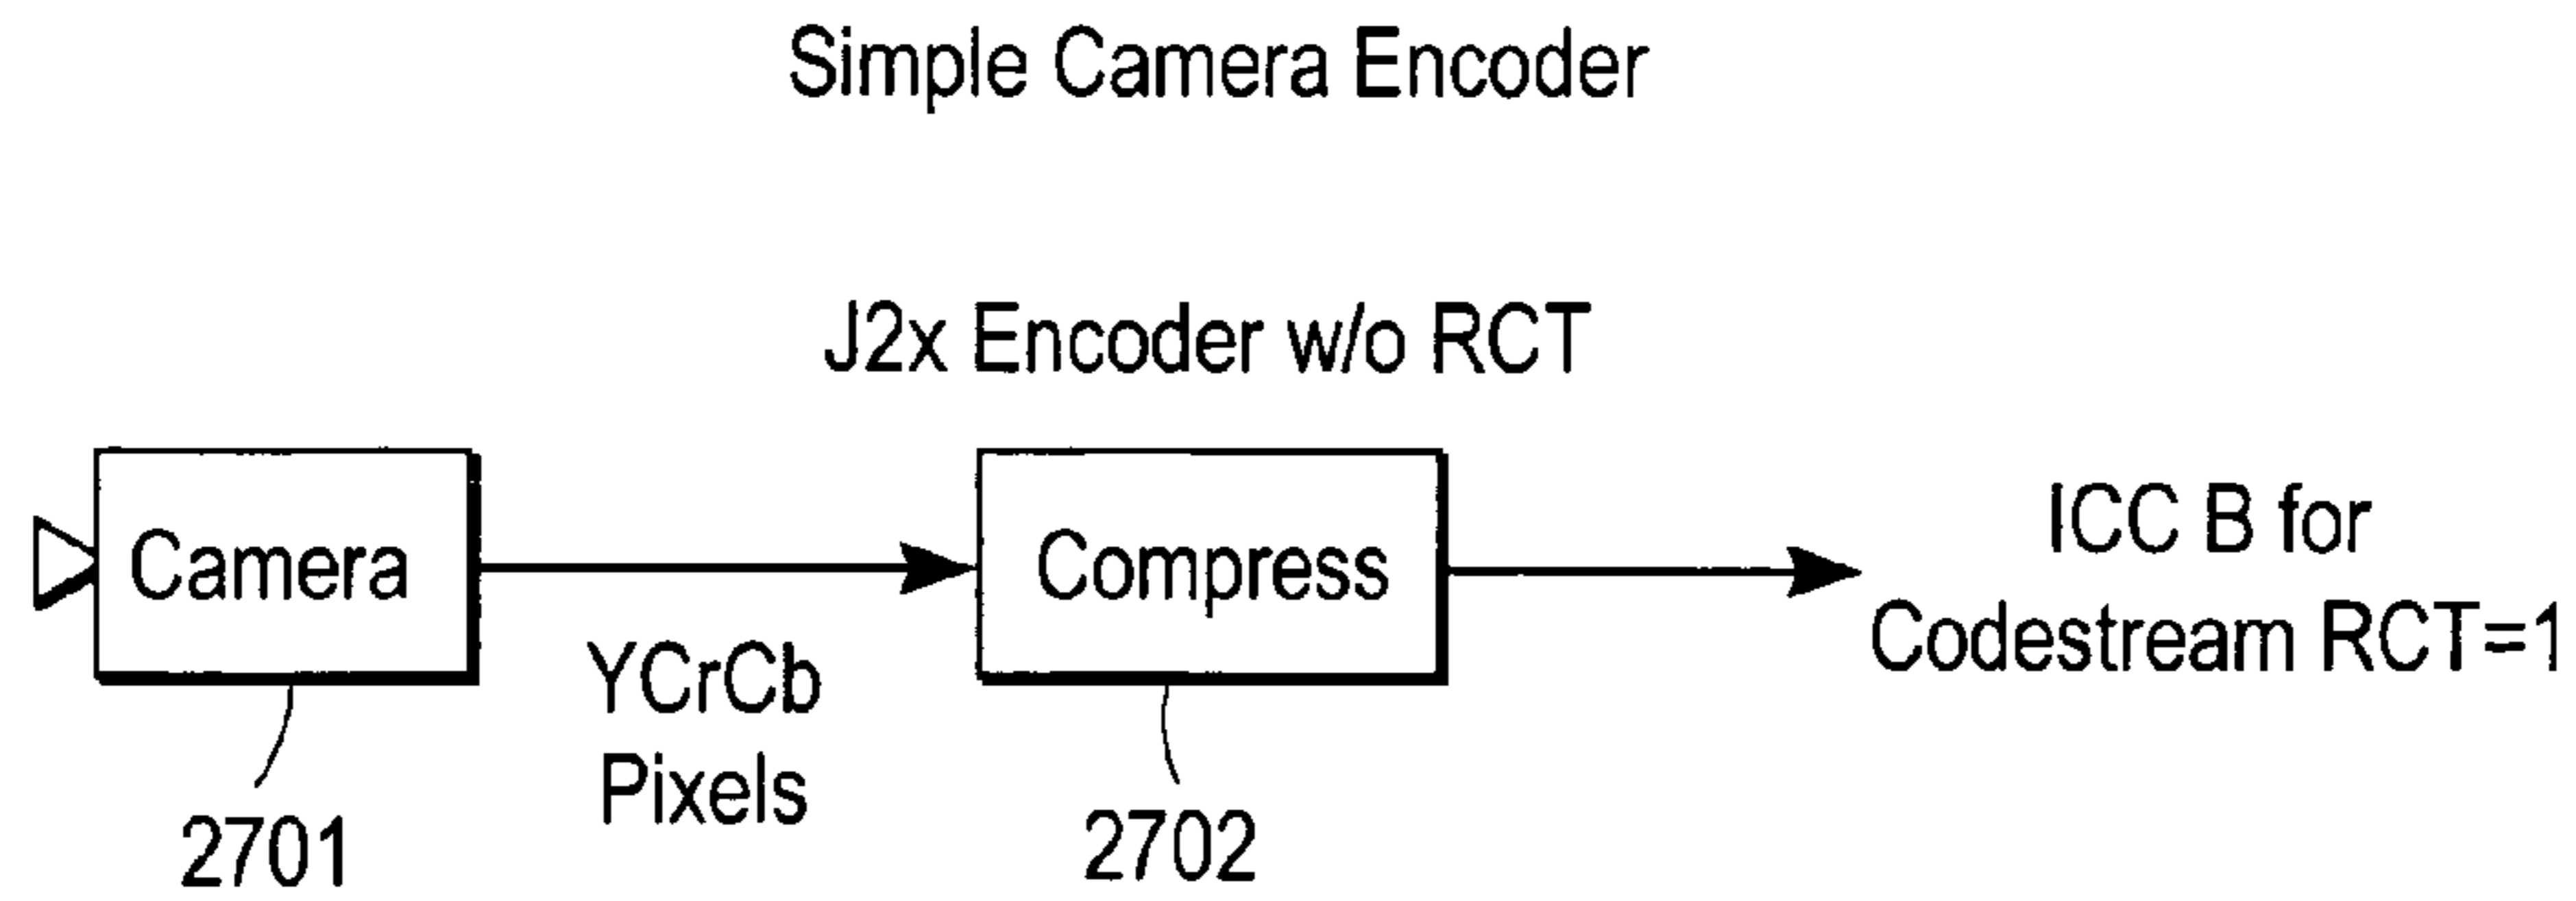 Simple Camera Encoder
J2x Encoder w/o RCT
Camera
YCrCb
Pixels
Compress
ICC B for
Codestream RCT=1
2701
2702